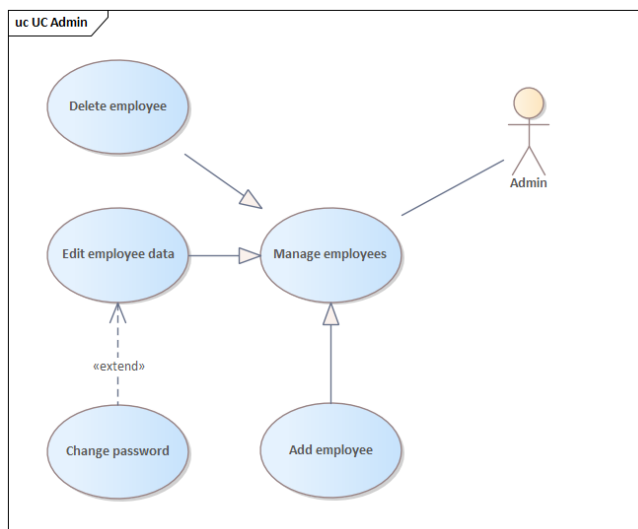 uc UC Admin
Delete employee
Admin
Edit employee data
Manage employees
«extend»
Change password
Add employee